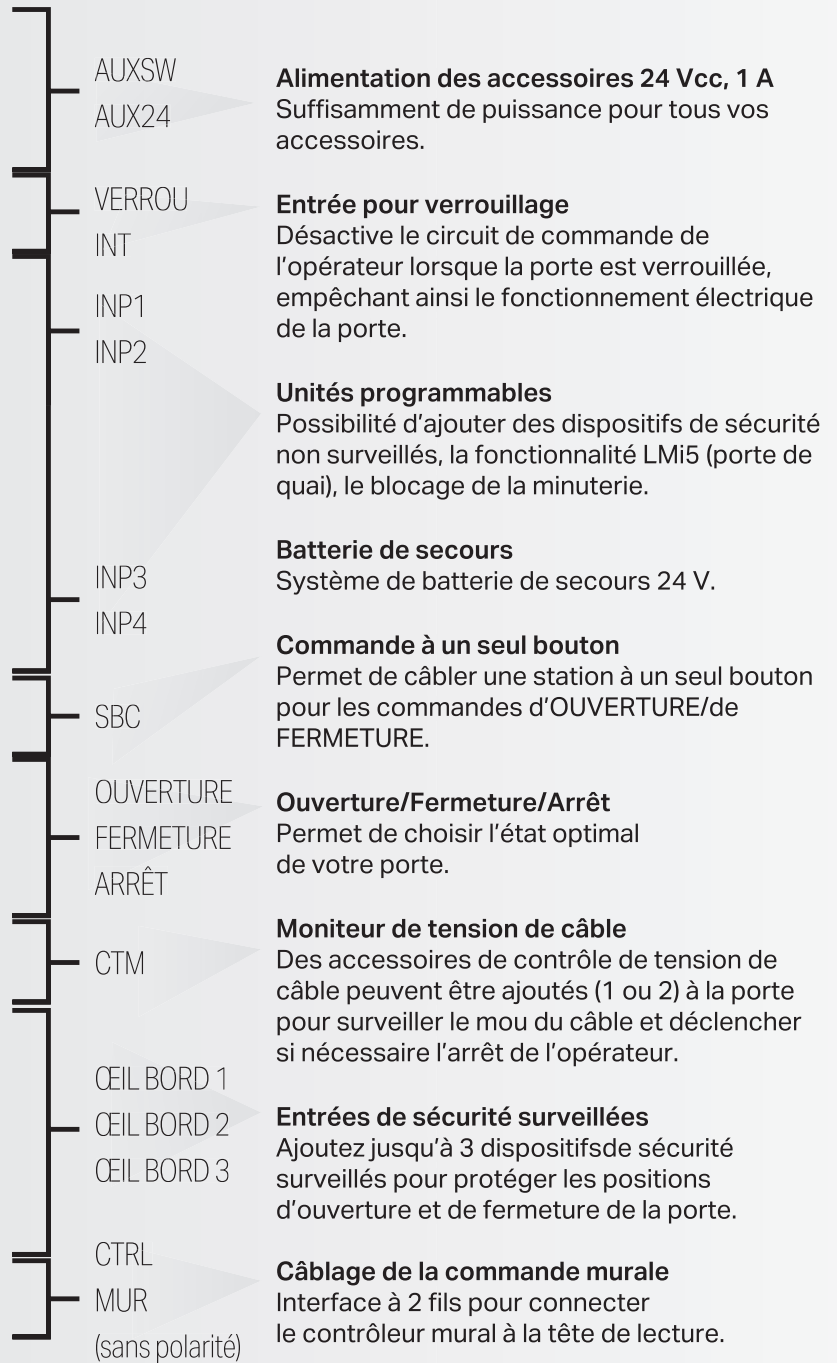 AUXSW
AUX24
Alimentation des accessoires 24 Vcc, 1 A
Suffisamment de puissance pour tous vos
accessoires.
VERROU
INT
Entrée pour verrouillage
Désactive le circuit de commande de
l'opérateur lorsque la porte est verrouillée,
empêchant ainsi le fonctionnement électrique
de la porte.
INP1
INP2
Unités programmables
Possibilité d'ajouter des dispositifs de sécurité
non surveillés, la fonctionnalité LMi5 (porte de
quai), le blocage de la minuterie.
INP3
INP4
Batterie de secours
Système de batterie de secours 24 V.
SBC
Commande à un seul bouton
Permet de câbler une station à un seul bouton
pour les commandes d'OUVERTURE/de
FERMETURE.
OUVERTURE
FERMETURE
ARRÊT
Ouverture/Fermeture/Arrêt
Permet de choisir l'état optimal
de votre porte.
CTM
Moniteur de tension de câble
Des accessoires de contrôle de tension de
câble peuvent être ajoutés (1 ou 2) à la porte
pour surveiller le mou du câble et déclencher
si nécessaire l'arrêt de l'opérateur.
ŒIL BORD 1
ŒIL BORD 2
ŒIL BORD 3
Entrées de sécurité surveillées
Ajoutez jusqu'à 3 dispositifsde sécurité
surveillés pour protéger les positions
d'ouverture et de fermeture de la porte.
CTRL
MUR
(sans polarité)
Câblage de la commande murale
Interface à 2 fils pour connecter
le contrôleur mural à la tête de lecture.